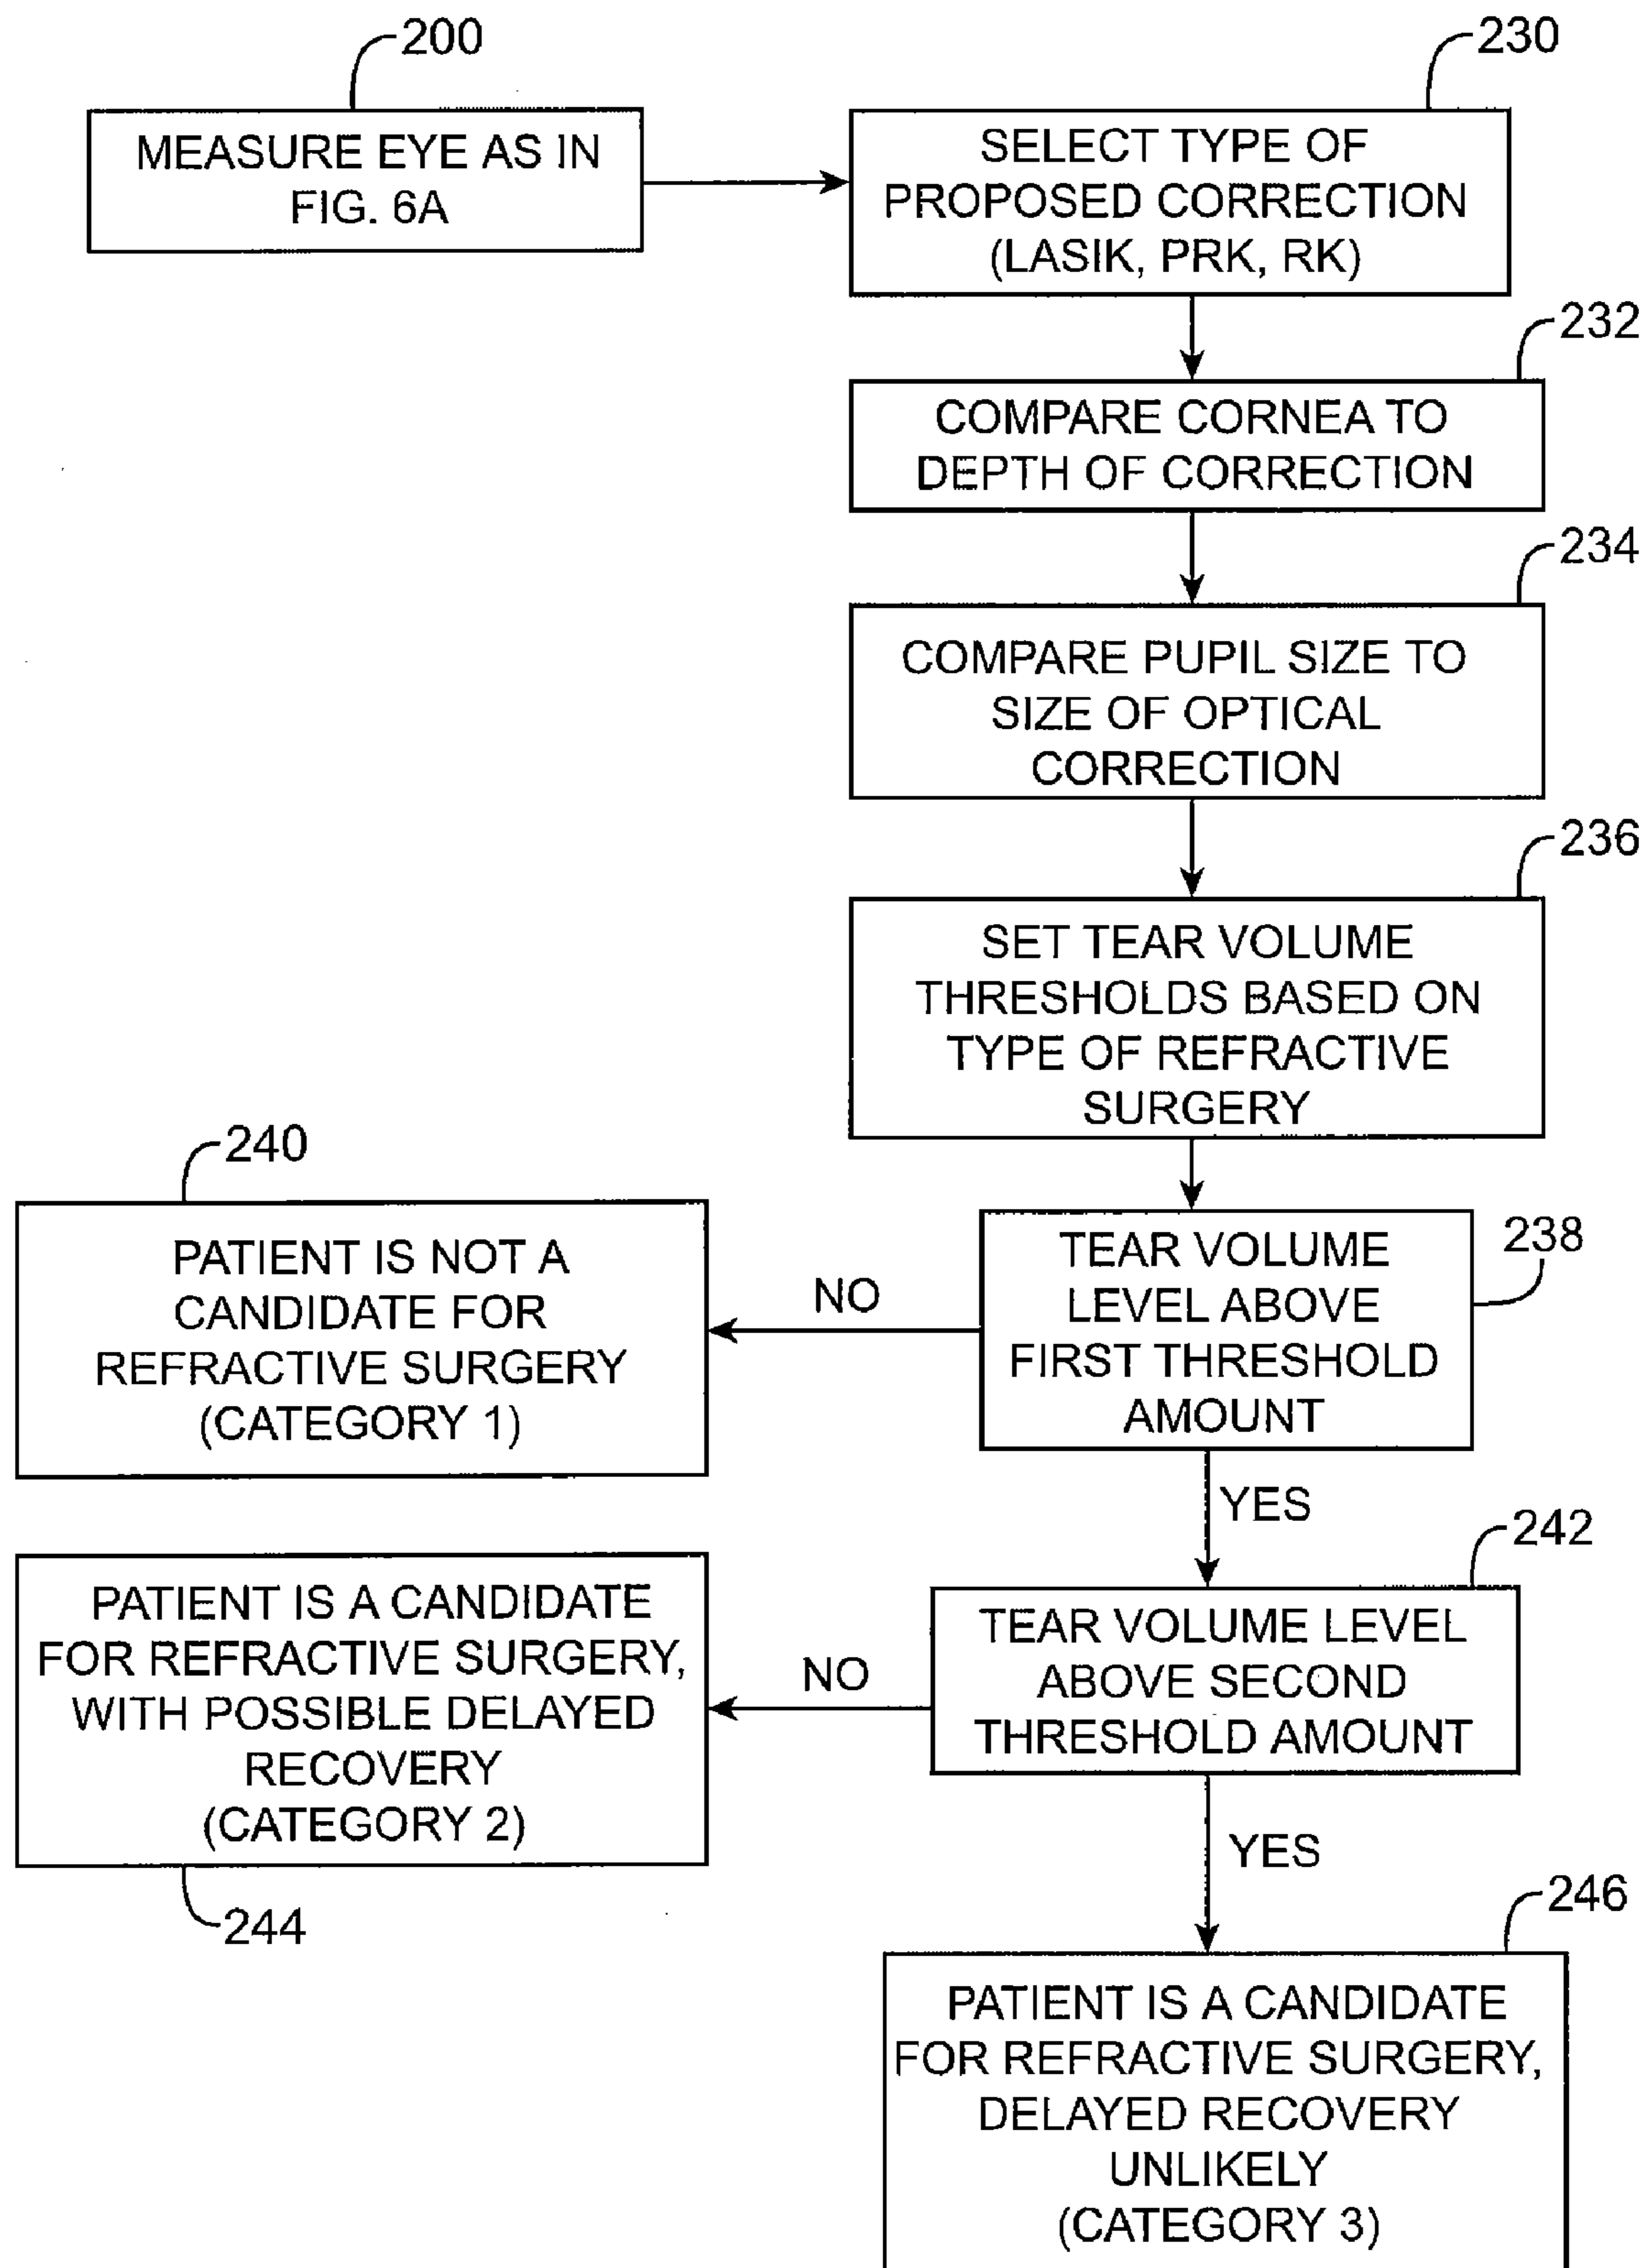 200
MEASURE EYE AS IN
FIG. 6A
230
SELECT TYPE OF
PROPOSED CORRECTION
(LASIK, PRK, RK)
232
COMPARE CORNEA TO
DEPTH OF CORRECTION
234
COMPARE PUPIL SIZE TO
SIZE OF OPTICAL
CORRECTION
236
SET TEAR VOLUME
THRESHOLDS BASED ON
TYPE OF REFRACTIVE
SURGERY
238
TEAR VOLUME
LEVEL ABOVE
FIRST THRESHOLD
AMOUNT
NO
240
PATIENT IS NOT A
CANDIDATE FOR
REFRACTIVE SURGERY
(CATEGORY 1)
YES
242
TEAR VOLUME LEVEL
ABOVE SECOND
THRESHOLD AMOUNT
NO
PATIENT IS A CANDIDATE
FOR REFRACTIVE SURGERY,
WITH POSSIBLE DELAYED
RECOVERY
(CATEGORY 2)
244
YES
246
PATIENT IS A CANDIDATE
FOR REFRACTIVE SURGERY,
DELAYED RECOVERY
UNLIKELY
(CATEGORY 3)